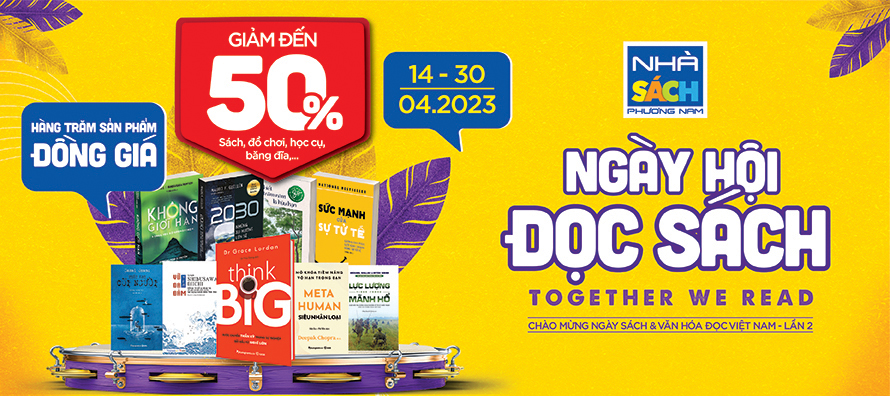 GIẢM ĐẾN
50%
Sách, đồ chơi, học cụ,
băng đĩa,...
14 - 30
04.2023
HÀNG TRĂM SẢN PHẨM
ĐỒNG GIÁ
NHÀ
SÁCH
PHƯƠNG NAM
NGÀY HỘI
ĐỌC SÁCH
TOGETHER WE READ
CHÀO MỪNG NGÀY SÁCH & VĂN HÓA ĐỌC VIỆT NAM - LẦN 2
KHÔNG
GIỚI HẠN
2030
SỨC MẠNH
CỦA
SỰ TỬ TẾ
Dr Grace Lordan
think
BIG
META
HUMAN
SIÊU NHÂN LOẠI
Deepak Chopra
LỰC LƯỢNG
MÃNH HỔ